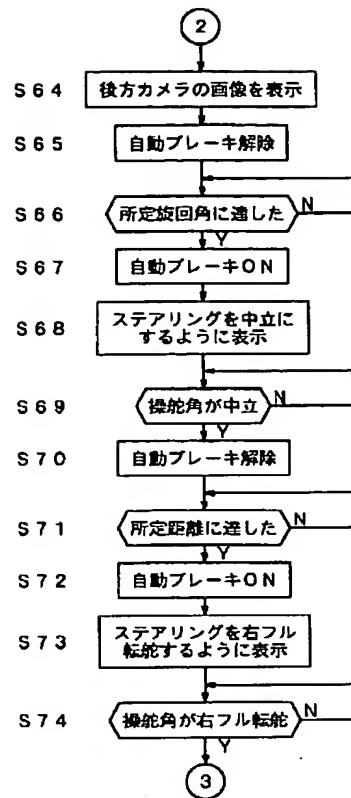 2
S64 後方カメラの画像を表示
S65 自動ブレーキ解除
S66 所定旋回角に達した N
Y
S67 自動ブレーキON
S68 ステアリングを中立に
するように表示
S69 操舵角が中立 N
Y
S70 自動ブレーキ解除
S71 所定距離に達した N
Y
S72 自動ブレーキON
S73 ステアリングを右フル
転舵するように表示
S74 操舵角が右フル転舵 N
Y
3